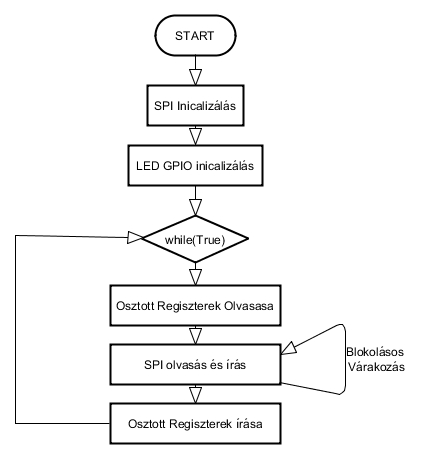 START
SPI Inicalizálás
LED GPIO inicalizálás
while(True)
Osztott Regiszterek Olvasasa
SPI olvasás és írás
Blokolásos
Várakozás
Osztott Regiszterek írása